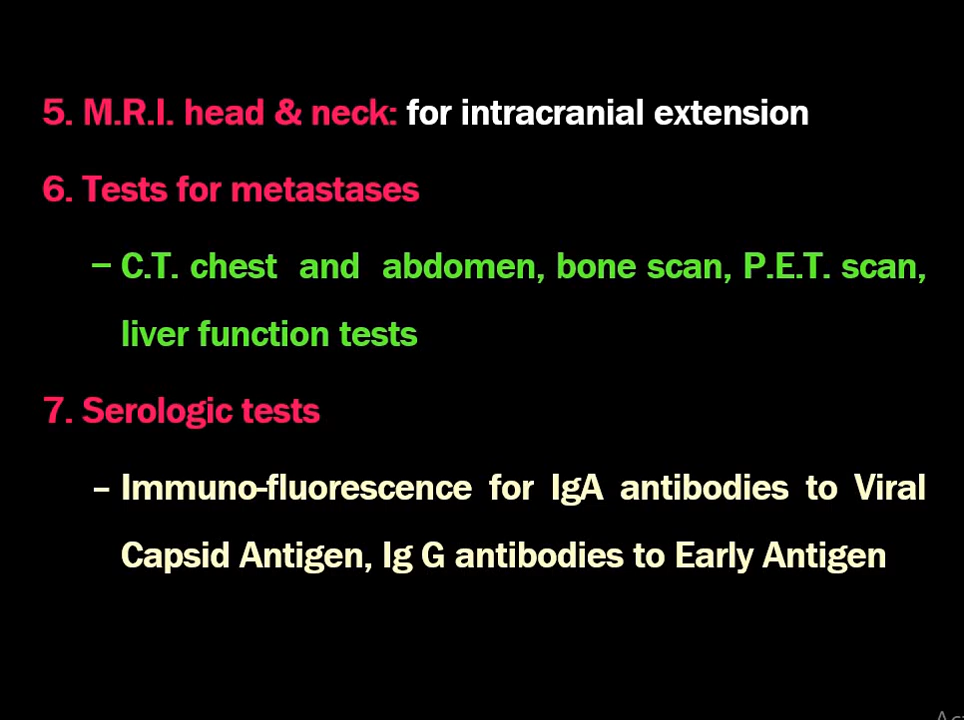 5. M.R.I. head & neck: for intracranial extension
6. Tests for metastases
– C.T. chest and abdomen, bone scan, P.E.T. scan,
liver function tests
7. Serologic tests
– Immuno-fluorescence for IgA antibodies to Viral
Capsid Antigen, Ig G antibodies to Early Antigen